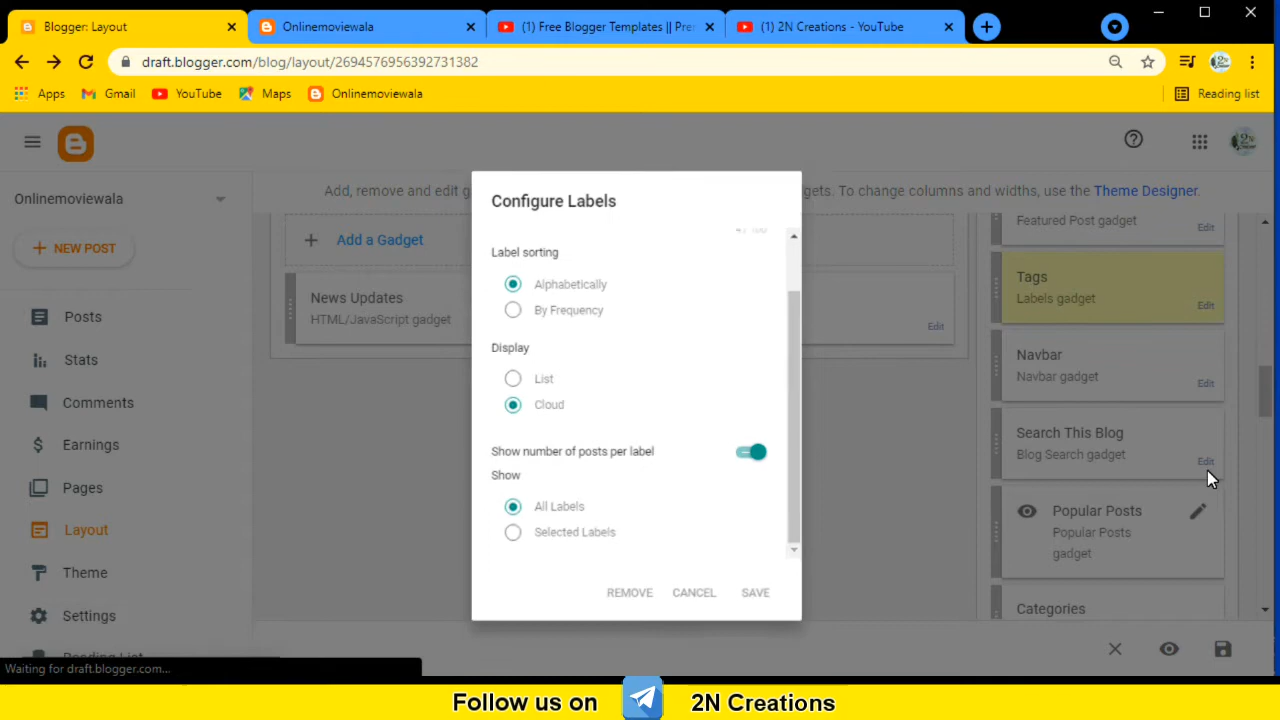 Blogger: Layout
Onlinemoviewala
(1) Free Blogger Templates || Pre
(1) 2N Creations - YouTube
draft.blogger.com/blog/layout/2694576956392731382
Apps
Gmail
YouTube
Maps
Onlinemoviewala
Reading list
Onlinemoviewala
+ NEW POST
Posts
Stats
Comments
Earnings
Pages
Layout
Theme
Settings
Add, remove and edit g
gets. To change columns and widths, use the Theme Designer.
Add a Gadget
News Updates
HTML/JavaScript gadget
Edit
Configure Labels
Label sorting
Alphabetically
By Frequency
Display
List
Cloud
Show number of posts per label
Show
All Labels
Selected Labels
REMOVE CANCEL SAVE
Featured Post gadget
Edit
Tags
Labels gadget
Edit
Navbar
Navbar gadget
Edit
Search This Blog
Blog Search gadget
Edit
Popular Posts
Popular Posts
gadget
Categories
Waiting for draft.blogger.com...
Follow us on 2N Creations